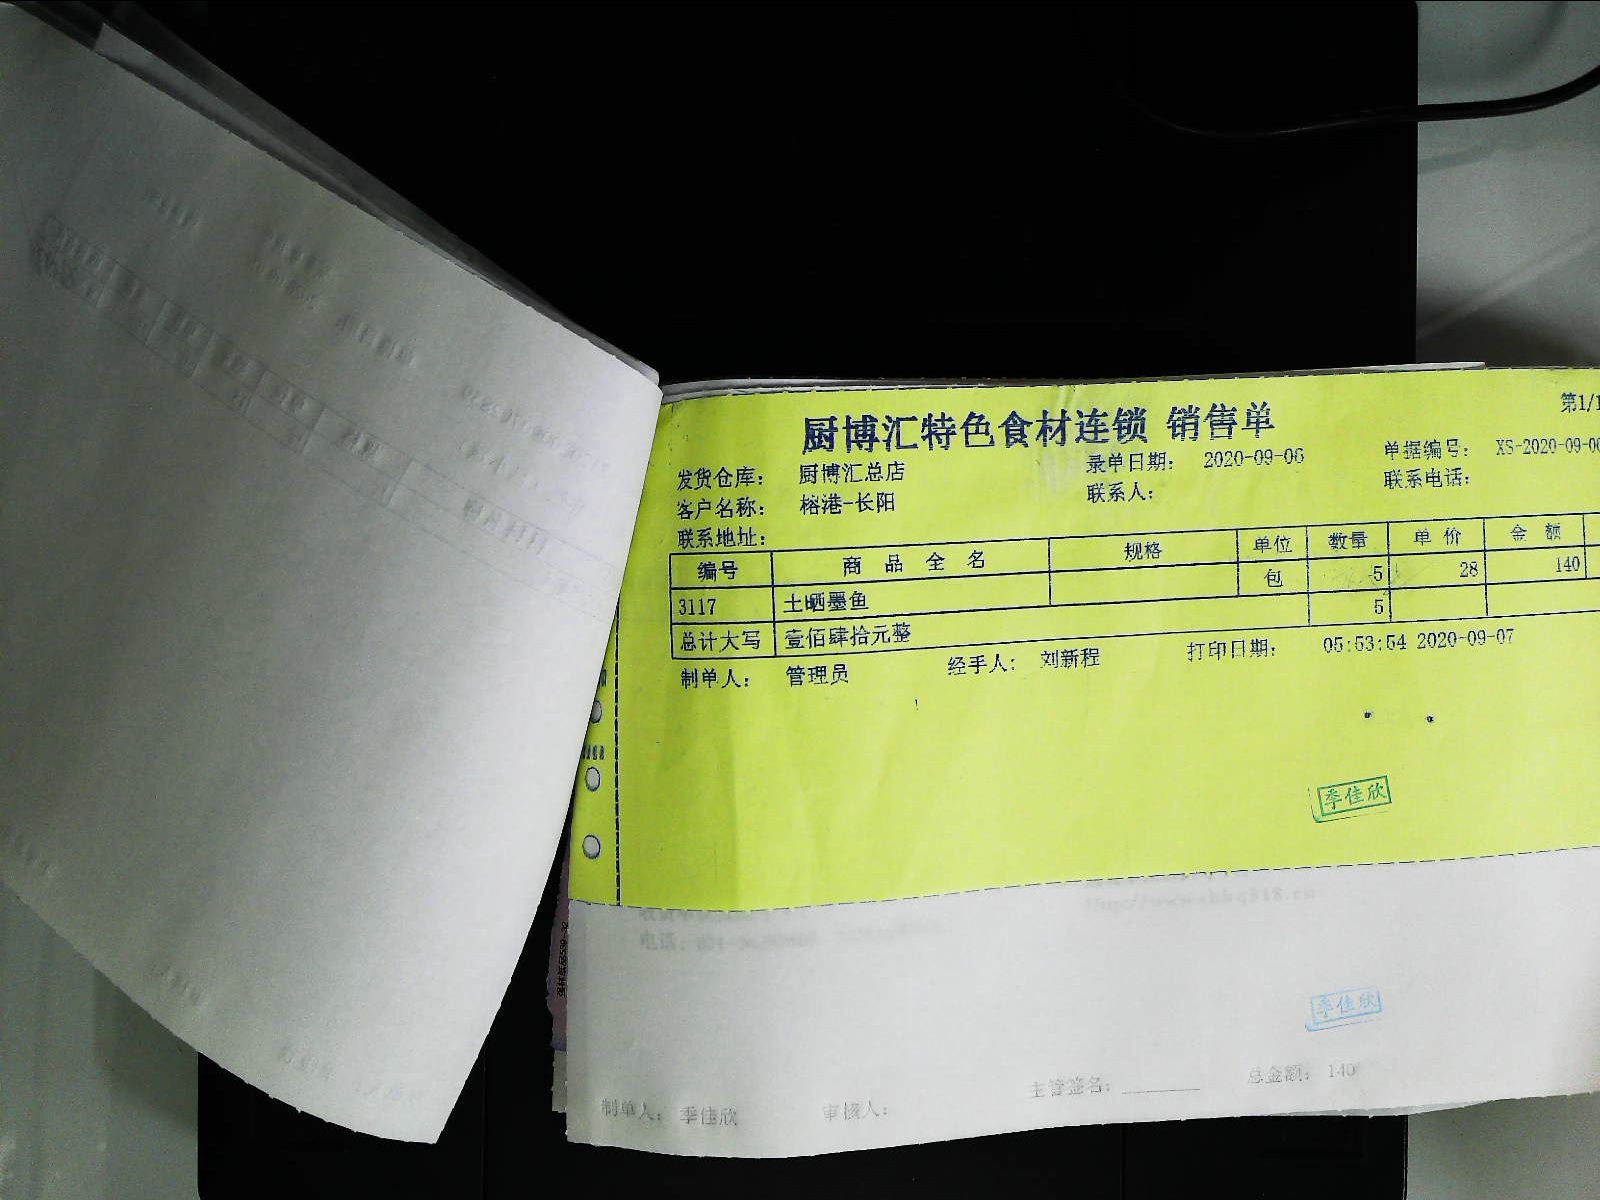 厨博汇特色食材连锁 销售单
第1/1
发货仓库： 厨博汇总店 录单日期： 2020-09-06 单据编号： XS-2020-09-06
客户名称： 榕港-长阳 联系人： 联系电话：
联系地址：
编号 商品全名 规格 单位 数量 单价 金额
3117 土晒墨鱼 包 5 28 140
总计大写 壹佰肆拾元整 5
制单人： 管理员 经手人： 刘新程 打印日期： 05:53:54 2020-09-07
季佳欣
电话：
季佳欣
主管签名： 总金额： 140
制单人： 季佳欣 审核人：